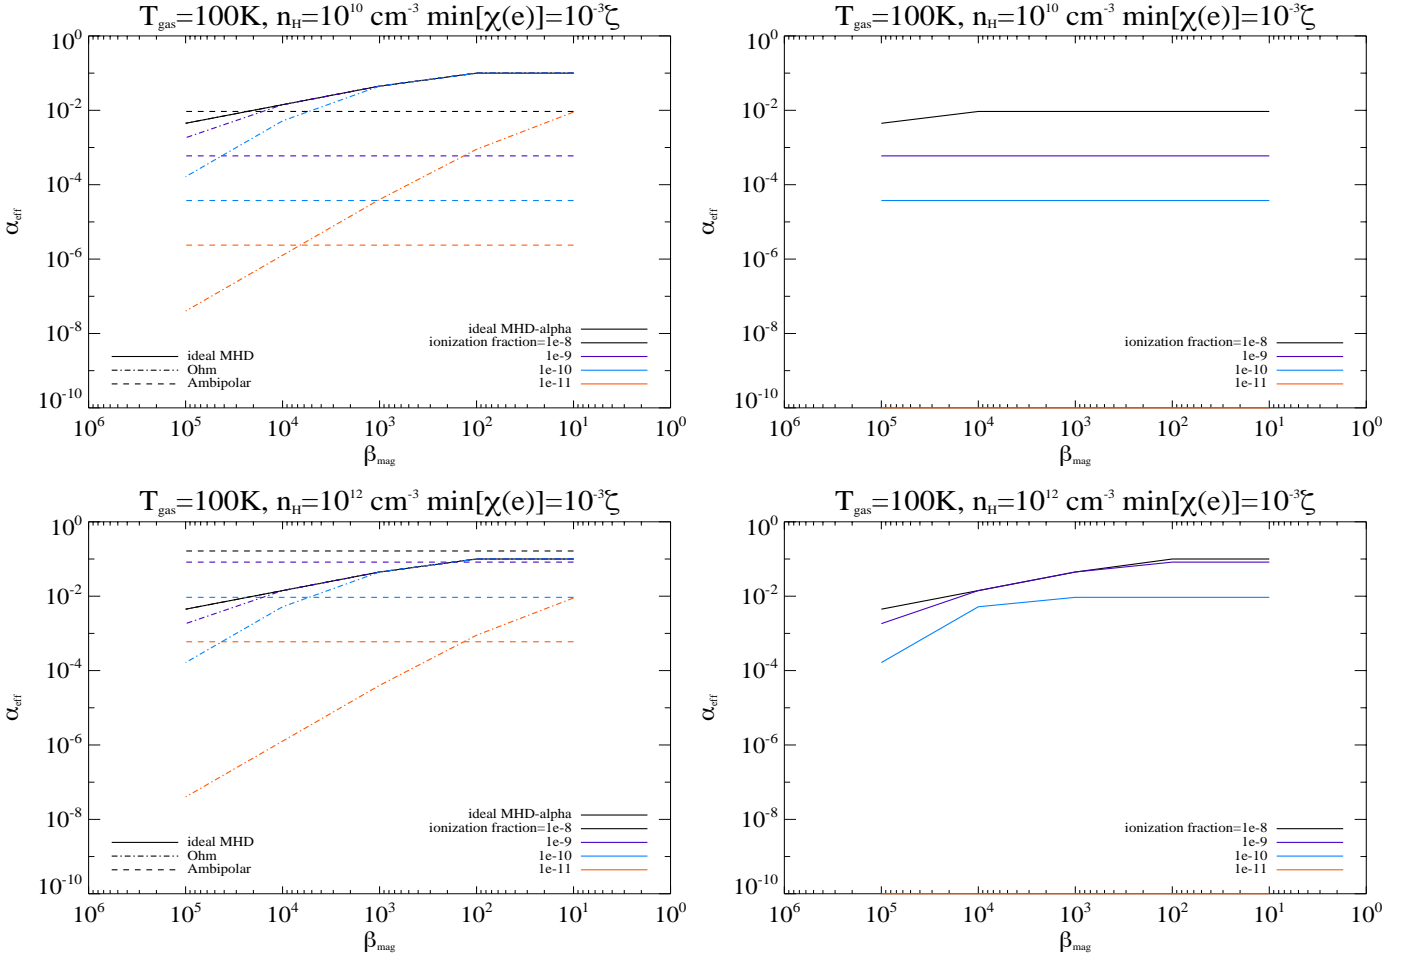 T_gas=100K, n_H=10^10 cm^-3 min[χ(e)]=10^-3ζ
10^0
10^-2
10^-4
α_eff
10^-6
10^-8
10^-10
ideal MHD
Ohm
Ambipolar
ideal MHD-alpha
ionization fraction=1e-8
1e-9
1e-10
1e-11
10^6 10^5 10^4 10^3 10^2 10^1 10^0
β_mag
T_gas=100K, n_H=10^10 cm^-3 min[χ(e)]=10^-3ζ
10^0
10^-2
10^-4
α_eff
10^-6
10^-8
10^-10
ionization fraction=1e-8
1e-9
1e-10
1e-11
10^6 10^5 10^4 10^3 10^2 10^1 10^0
β_mag
T_gas=100K, n_H=10^12 cm^-3 min[χ(e)]=10^-3ζ
10^0
10^-2
10^-4
α_eff
10^-6
10^-8
10^-10
ideal MHD
Ohm
Ambipolar
ideal MHD-alpha
ionization fraction=1e-8
1e-9
1e-10
1e-11
10^6 10^5 10^4 10^3 10^2 10^1 10^0
β_mag
T_gas=100K, n_H=10^12 cm^-3 min[χ(e)]=10^-3ζ
10^0
10^-2
10^-4
α_eff
10^-6
10^-8
10^-10
ionization fraction=1e-8
1e-9
1e-10
1e-11
10^6 10^5 10^4 10^3 10^2 10^1 10^0
β_mag